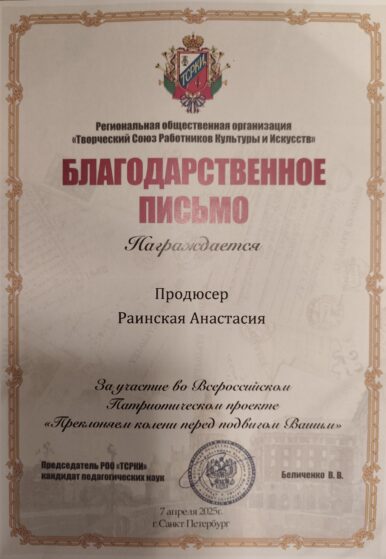 ТСРКИ
Региональная общественная организация
«Творческий Союз Работников Культуры и Искусств»
БЛАГОДАРСТВЕННОЕ
ПИСЬМО
Награждается
Продюсер
Раинская Анастасия
За участие во Всероссийском
Патриотическом проекте
«Преклоняем колени перед подвигом Вашим»
Председатель РОО "ТСРКИ"
кандидат педагогических наук
Беличенко В. В.
7 апреля 2025г.
г. Санкт Петербург